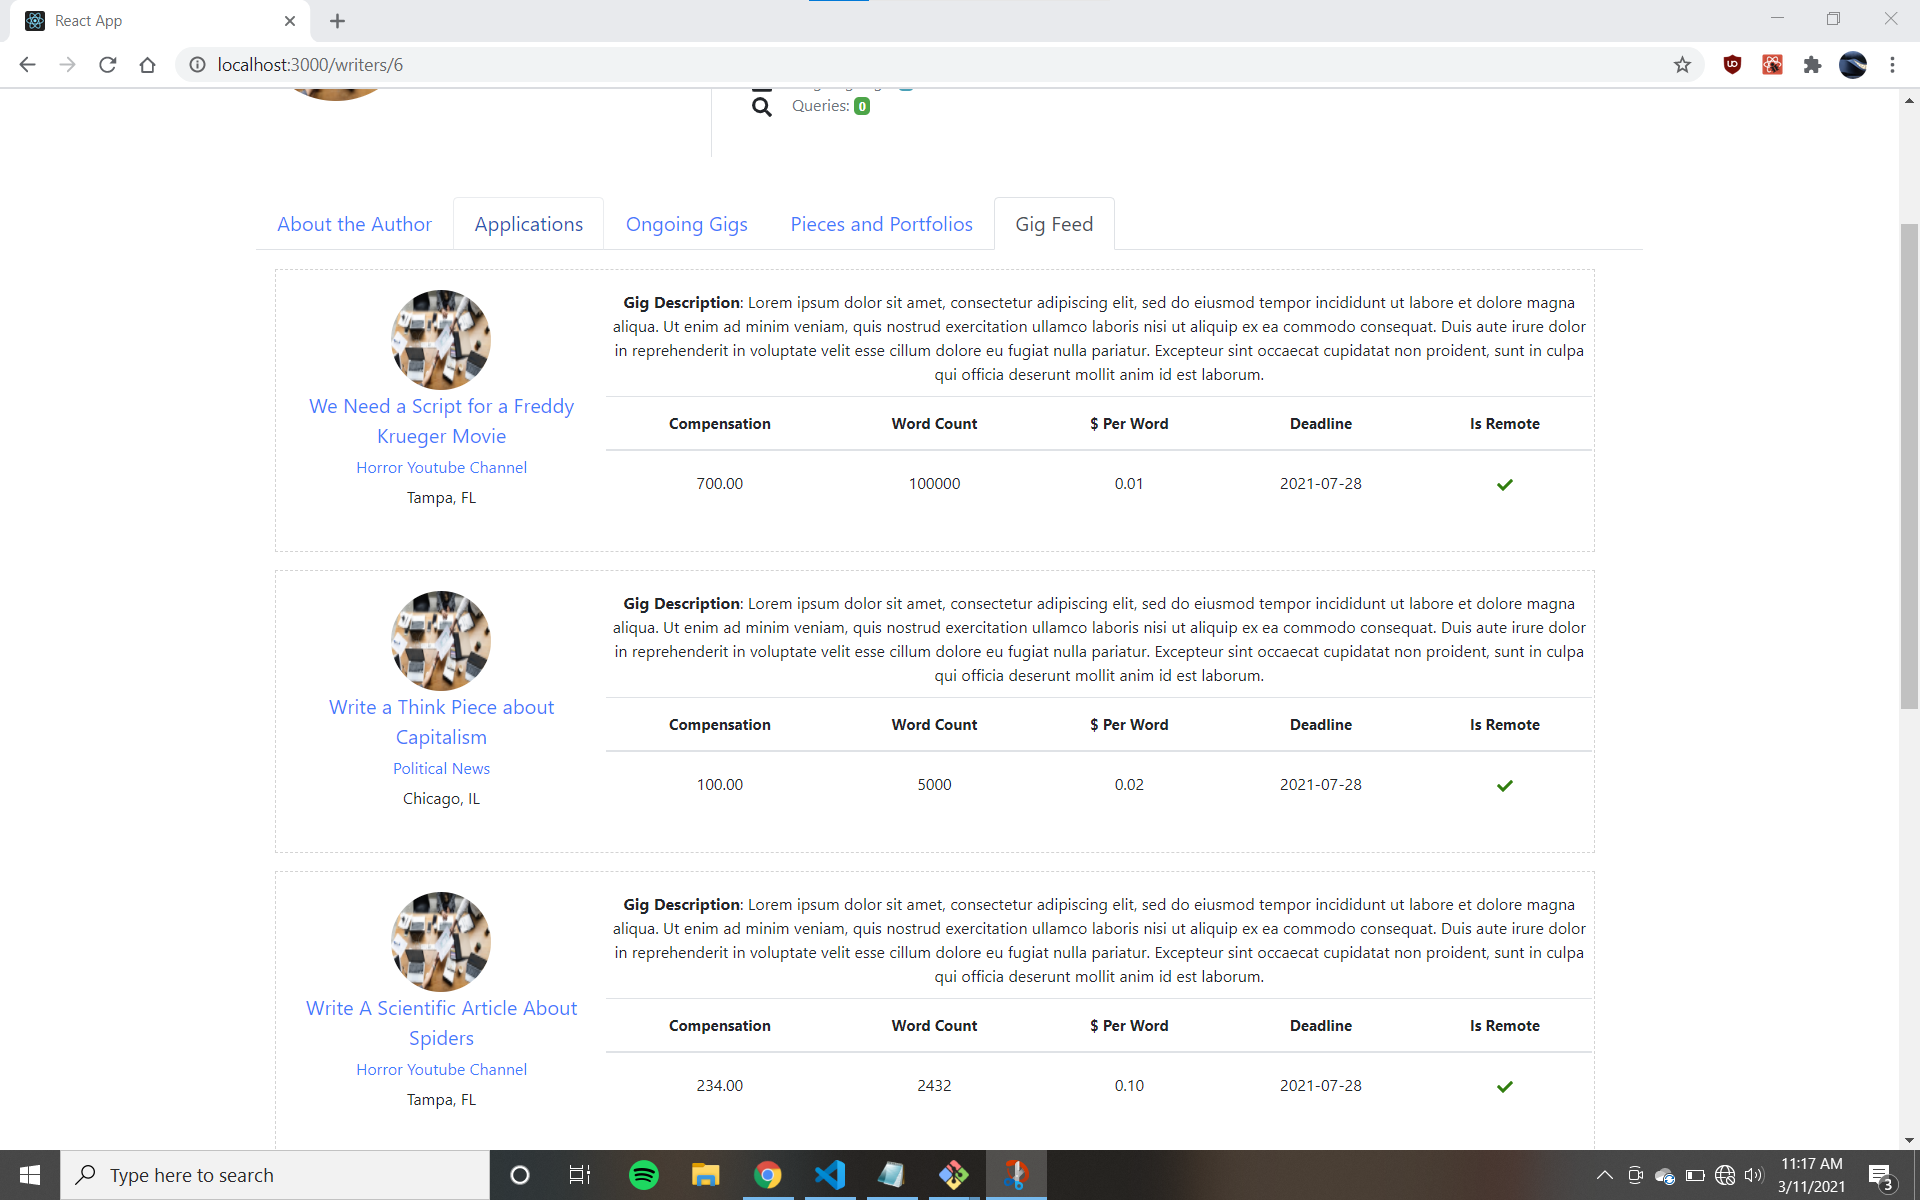 React App
localhost:3000/writers/6
Queries: 0
About the Author Applications Ongoing Gigs Pieces and Portfolios Gig Feed
Gig Description: Lorem ipsum dolor sit amet, consectetur adipiscing elit, sed do eiusmod tempor incididunt ut labore et dolore magna
aliqua. Ut enim ad minim veniam, quis nostrud exercitation ullamco laboris nisi ut aliquip ex ea commodo consequat. Duis aute irure dolor
in reprehenderit in voluptate velit esse cillum dolore eu fugiat nulla pariatur. Excepteur sint occaecat cupidatat non proident, sunt in culpa
qui officia deserunt mollit anim id est laborum.
We Need a Script for a Freddy
Krueger Movie
Horror Youtube Channel
Tampa, FL
Compensation Word Count $ Per Word Deadline Is Remote
700.00 100000 0.01 2021-07-28
Gig Description: Lorem ipsum dolor sit amet, consectetur adipiscing elit, sed do eiusmod tempor incididunt ut labore et dolore magna
aliqua. Ut enim ad minim veniam, quis nostrud exercitation ullamco laboris nisi ut aliquip ex ea commodo consequat. Duis aute irure dolor
in reprehenderit in voluptate velit esse cillum dolore eu fugiat nulla pariatur. Excepteur sint occaecat cupidatat non proident, sunt in culpa
qui officia deserunt mollit anim id est laborum.
Write a Think Piece about
Capitalism
Political News
Chicago, IL
Compensation Word Count $ Per Word Deadline Is Remote
100.00 5000 0.02 2021-07-28
Gig Description: Lorem ipsum dolor sit amet, consectetur adipiscing elit, sed do eiusmod tempor incididunt ut labore et dolore magna
aliqua. Ut enim ad minim veniam, quis nostrud exercitation ullamco laboris nisi ut aliquip ex ea commodo consequat. Duis aute irure dolor
in reprehenderit in voluptate velit esse cillum dolore eu fugiat nulla pariatur. Excepteur sint occaecat cupidatat non proident, sunt in culpa
qui officia deserunt mollit anim id est laborum.
Write A Scientific Article About
Spiders
Horror Youtube Channel
Tampa, FL
Compensation Word Count $ Per Word Deadline Is Remote
234.00 2432 0.10 2021-07-28
Type here to search
11:17 AM
3/11/2021
3